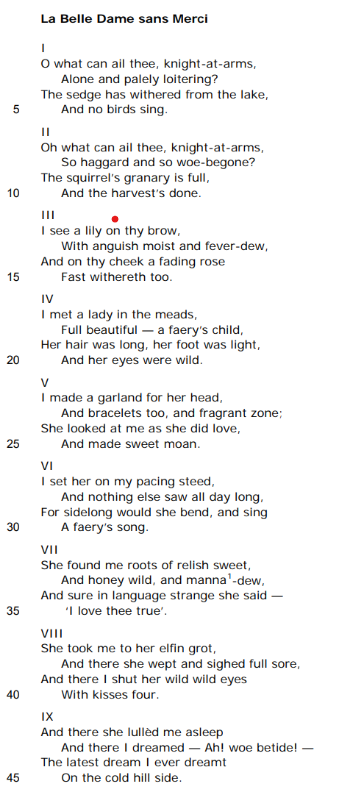 La Belle Dame sans Merci
I
O what can ail thee, knight-at-arms,
Alone and palely loitering?
The sedge has withered from the lake,
5 And no birds sing.
II
Oh what can ail thee, knight-at-arms,
So haggard and so woe-begone?
The squirrel's granary is full,
10 And the harvest's done.
III
I see a lily on thy brow,
With anguish moist and fever-dew,
And on thy cheek a fading rose
15 Fast withereth too.
IV
I met a lady in the meads,
Full beautiful — a faery's child,
Her hair was long, her foot was light,
20 And her eyes were wild.
V
I made a garland for her head,
And bracelets too, and fragrant zone;
She looked at me as she did love,
25 And made sweet moan.
VI
I set her on my pacing steed,
And nothing else saw all day long,
For sidelong would she bend, and sing
30 A faery's song.
VII
She found me roots of relish sweet,
And honey wild, and manna¹-dew,
And sure in language strange she said —
35 'I love thee true'.
VIII
She took me to her elfin grot,
And there she wept and sighed full sore,
And there I shut her wild wild eyes
40 With kisses four.
IX
And there she lullèd me asleep
And there I dreamed — Ah! woe betide! —
The latest dream I ever dreamt
45 On the cold hill side.